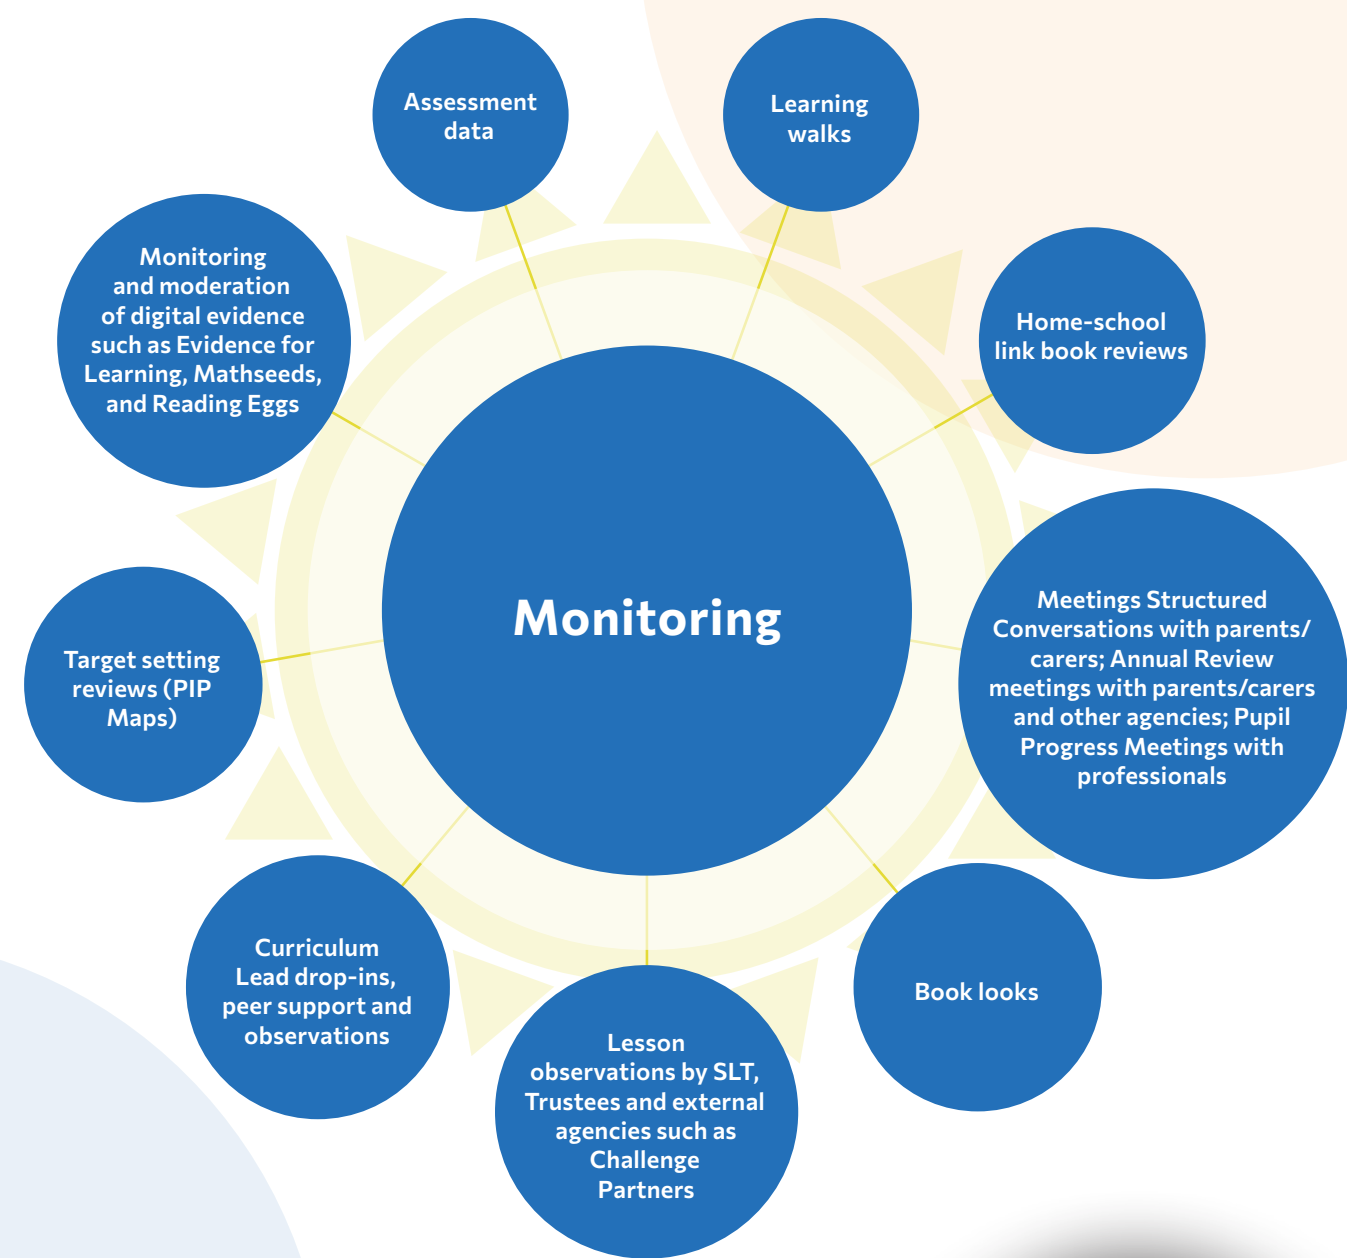 Assessment
data
Learning
walks
Monitoring
and moderation
of digital evidence
such as Evidence for
Learning, Mathseeds,
and Reading Eggs
Home-school
link book reviews
Monitoring
Meetings Structured
Conversations with parents/
carers; Annual Review
meetings with parents/carers
and other agencies; Pupil
Progress Meetings with
professionals
Target setting
reviews (PIP
Maps)
Curriculum
Lead drop-ins,
peer support and
observations
Book looks
Lesson
observations by SLT,
Trustees and external
agencies such as
Challenge
Partners